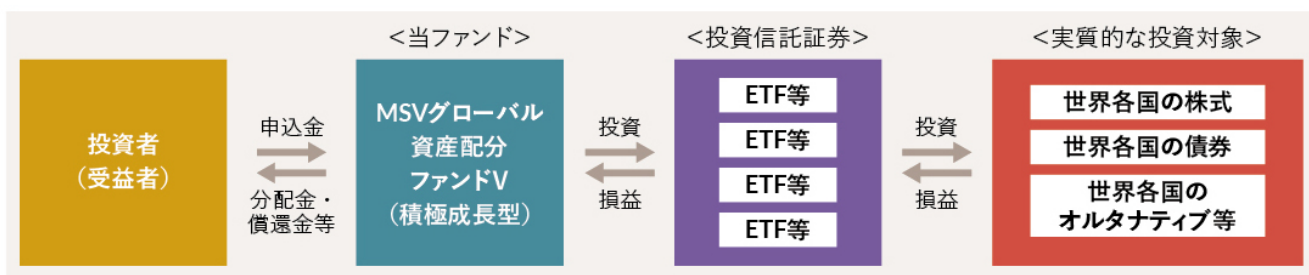 <当ファンド>
<投資信託証券>
<実質的な投資対象>
投資者
（受益者）
申込金
分配金・
償還金等
MSVグローバル
資産配分
ファンドV
（積極成長型）
投資
損益
ETF等
ETF等
ETF等
ETF等
投資
損益
世界各国の株式
世界各国の債券
世界各国の
オルタナティブ等